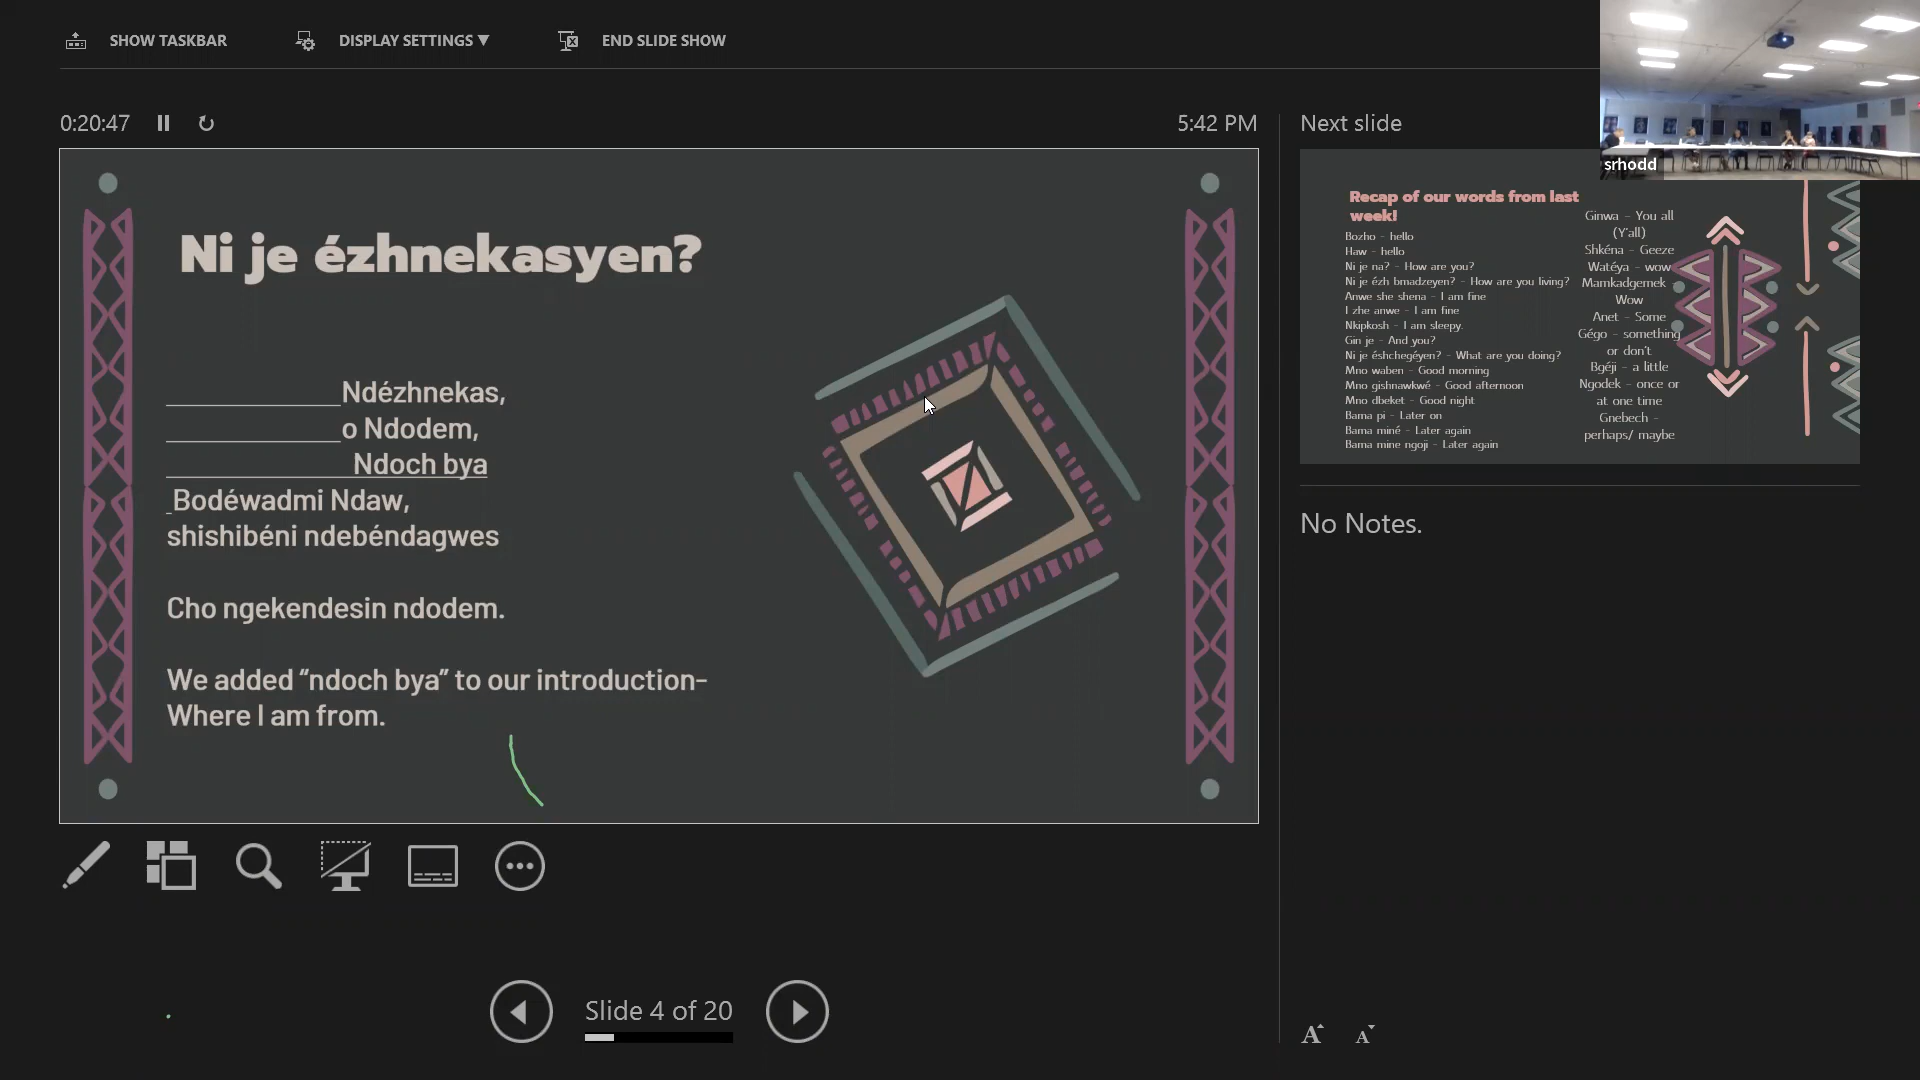 SHOW TASKBAR
DISPLAY SETTINGS ▼
END SLIDE SHOW
0:20:47
5:42 PM
Ni je ézhnekasyen?
____________Ndézhnekas,
____________o Ndodem,
____________ Ndoch bya
_Bodéwadmi Ndaw,
shishibéni ndebéndagwes
Cho ngekendesin ndodem.
We added “ndoch bya” to our introduction–
Where I am from.
Slide 4 of 20
Next slide
srhodd
Recap of our words from last
week!
Bozho - hello
Haw - hello
Ni je na? - How are you?
Ni je ézh bmadzeyen? - How are you living?
Anwe she shena - I am fine
I zhe anwe - I am fine
Nkipkosh - I am sleepy.
Gin je - And you?
Ni je éshchegéyen? - What are you doing?
Mno waben - Good morning
Mno gishnawkwé - Good afternoon
Mno dbeket - Good night
Bama pi - Later on
Bama miné - Later again
Bama mine ngoji - Later again
Ginwa - You all
(Y'all)
Shkéna - Geeze
Watéya - wow
Mamkadgemek -
Wow
Anet - Some
Gégo - something
or don't
Bgéji - a little
Ngodek - once or
at one time
Gnebech -
perhaps/ maybe
No Notes.
A A